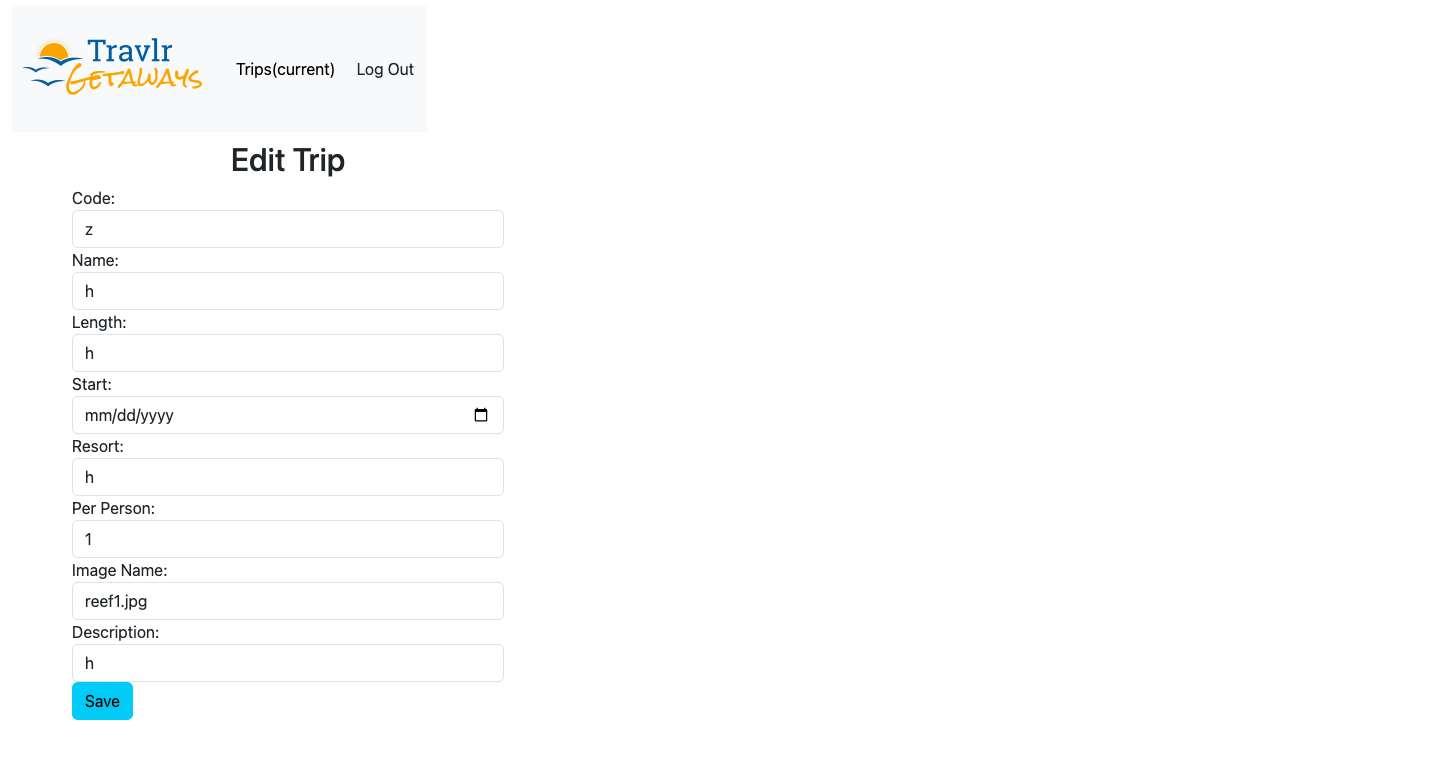 Travlr
Getaways
Trips(current) Log Out
Edit Trip
Code:
z
Name:
h
Length:
h
Start:
mm/dd/yyyy
Resort:
h
Per Person:
1
Image Name:
reef1.jpg
Description:
h
Save